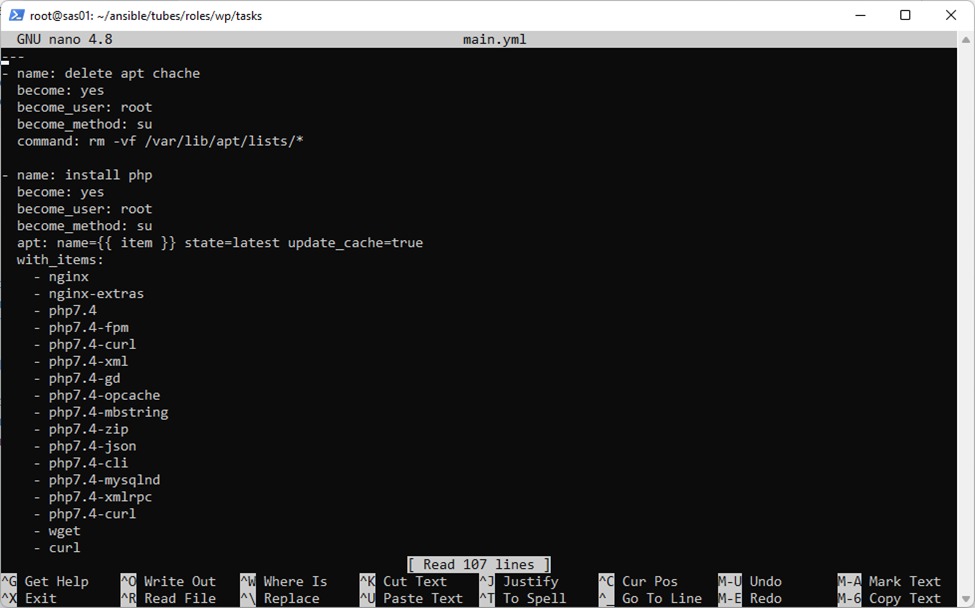 root@sas01: ~/ansible/tubes/roles/wp/tasks
GNU nano 4.8 main.yml
---
- name: delete apt chache
  become: yes
  become_user: root
  become_method: su
  command: rm -vf /var/lib/apt/lists/*

- name: install php
  become: yes
  become_user: root
  become_method: su
  apt: name={{ item }} state=latest update_cache=true
  with_items:
    - nginx
    - nginx-extras
    - php7.4
    - php7.4-fpm
    - php7.4-curl
    - php7.4-xml
    - php7.4-gd
    - php7.4-opcache
    - php7.4-mbstring
    - php7.4-zip
    - php7.4-json
    - php7.4-cli
    - php7.4-mysqlnd
    - php7.4-xmlrpc
    - php7.4-curl
    - wget
    - curl
[ Read 107 lines ]
^G Get Help ^O Write Out ^W Where Is ^K Cut Text ^J Justify ^C Cur Pos M-U Undo M-A Mark Text
^X Exit ^R Read File ^\ Replace ^U Paste Text ^T To Spell ^_ Go To Line M-E Redo M-6 Copy Text